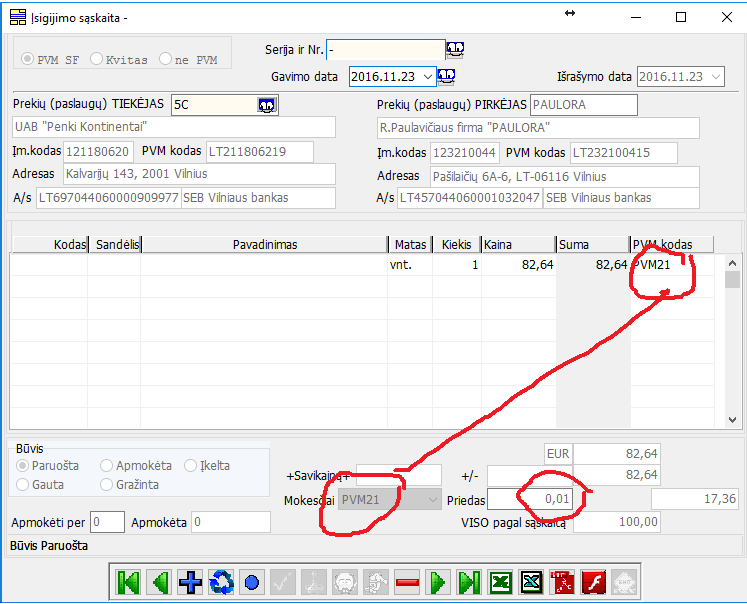 Įsigijimo sąskaita -
PVM SF Kvitas ne PVM
Serija ir Nr. -
Gavimo data 2016.11.23 Išrašymo data 2016.11.23
Prekių (paslaugų) TIEKĖJAS 5C
Prekių (paslaugų) PIRKĖJAS PAULORA
UAB "Penki Kontinentai"
R.Paulavičiaus firma "PAULORA"
Įm.kodas 121180620 PVM kodas LT211806219
Įm.kodas 123210044 PVM kodas LT232100415
Adresas Kalvarijų 143, 2001 Vilnius
Adresas Pašilaičių 6A-6, LT-06116 Vilnius
A/s LT697044060000909977 SEB Vilniaus bankas
A/s LT457044060001032047 SEB Vilniaus bankas
Kodas Sandėlis Pavadinimas Matas Kiekis Kaina Suma PVM kodas
vnt. 1 82,64 82,64 PVM21
Būvis
Paruošta Apmokėta Įkelta
Gauta Gražinta
EUR 82,64
+Savikaina+ +/- 82,64
Mokesčiai PVM21 Priedas 0,01 17,36
Apmokėti per 0 Apmokėta 0 VISO pagal sąskaitą 100,00
Būvis Paruošta